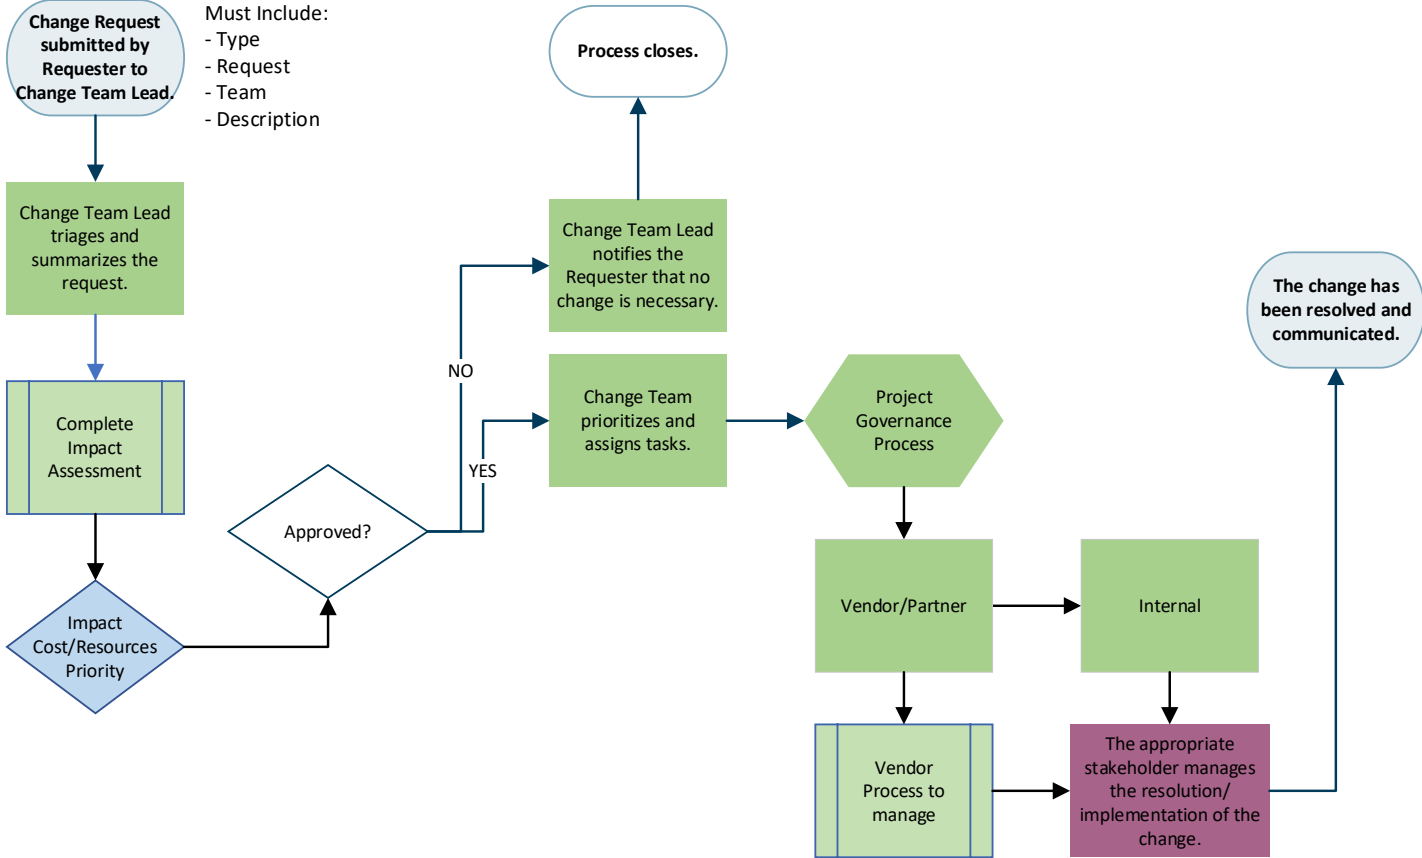 Change Request
submitted by
Requester to
Change Team Lead.
Must Include:
- Type
- Request
- Team
- Description
Process closes.
Change Team Lead
triages and
summarizes the
request.
Change Team Lead
notifies the
Requester that no
change is necessary.
The change has
been resolved and
communicated.
NO
Complete
Impact
Assessment
Change Team
prioritizes and
assigns tasks.
Project
Governance
Process
YES
Approved?
Impact
Cost/Resources
Priority
Vendor/Partner
Internal
Vendor
Process to
manage
The appropriate
stakeholder manages
the resolution/
implementation of the
change.